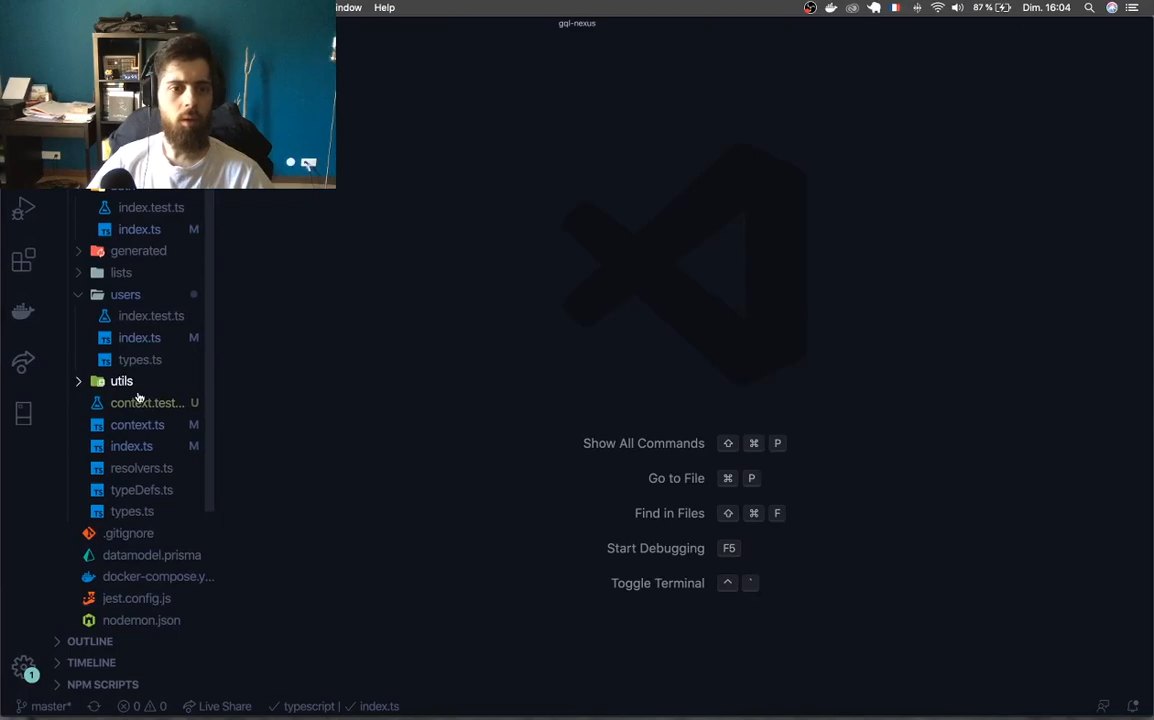 indow Help 87 % Dim. 16:04
gql-nexus
index.test.ts
index.ts M
generated
lists
users
index.test.ts
index.ts M
types.ts
utils
context.test... U
context.ts M
index.ts M
resolvers.ts
typeDefs.ts
types.ts
.gitignore
datamodel.prisma
docker-compose.y...
jest.config.js
nodemon.json
OUTLINE
TIMELINE
NPM SCRIPTS
Show All Commands ⇧ ⌘ P
Go to File ⌘ P
Find in Files ⇧ ⌘ F
Start Debugging F5
Toggle Terminal ^ `
1
master* 0 0 Live Share typescript | index.ts